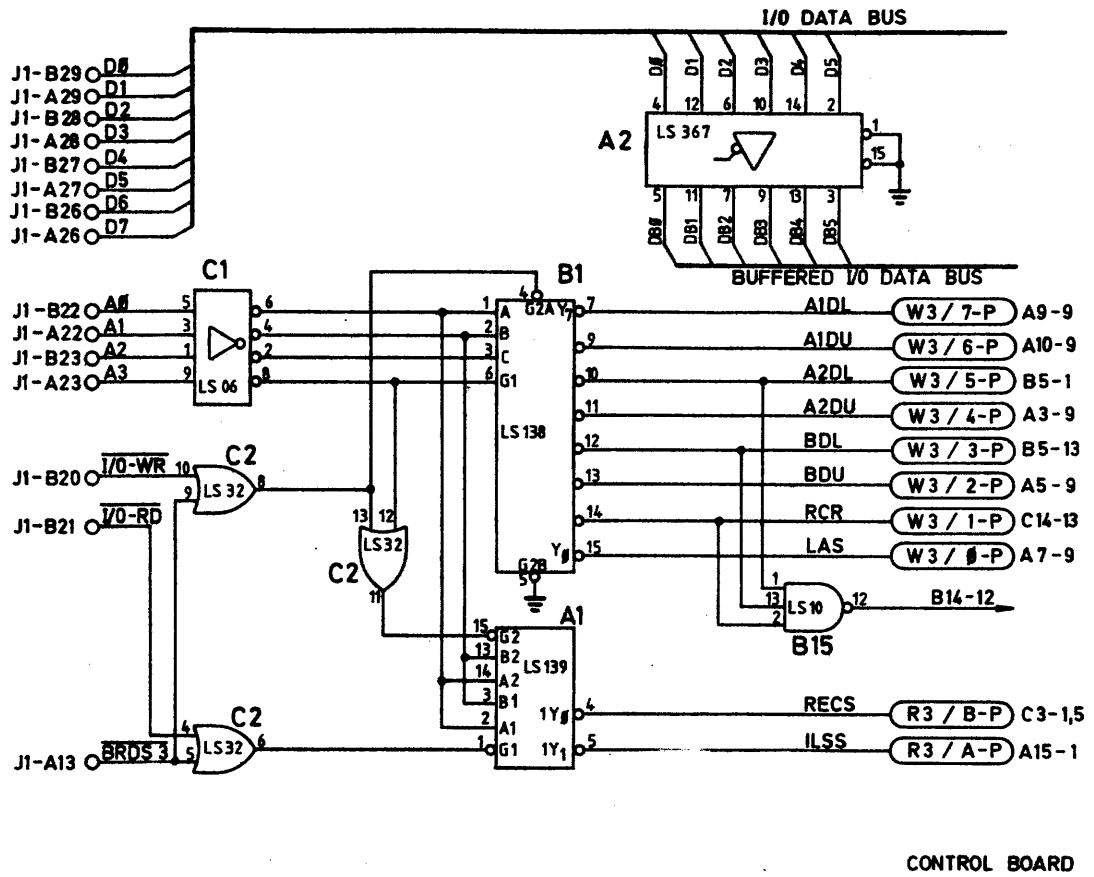 I/O DATA BUS
J1-B29 DØ
J1-A29 D1
J1-B28 D2
J1-A28 D3
J1-B27 D4
J1-A27 D5
J1-B26 D6
J1-A26 D7
DØ D1 D2 D3 D4 D5
4 12 6 10 14 2
A2 LS 367 1
15
5 11 7 9 13 3
DBØ DB1 DB2 DB3 DB4 DB5
BUFFERED I/O DATA BUS
C1
J1-B22 AØ 5 6
J1-A22 A1 3 4
J1-B23 A2 1 2
J1-A23 A3 9 8
LS 06
B1
4 G2A
1 A Y7 7 A1DL W3 / 7-P A9-9
2 B 9 A1DU W3 / 6-P A10-9
3 C
6 G1 10 A2DL W3 / 5-P B5-1
11 A2DU W3 / 4-P A3-9
LS138
12 BDL W3 / 3-P B5-13
13 BDU W3 / 2-P A5-9
14 RCR W3 / 1-P C14-13
YØ 15 LAS W3 / Ø-P A7-9
G2B
5
C2
J1-B20 I/O-WR 10 LS32 8
9
J1-B21 I/O-RD
13 12
LS32
C2
11
1
13 LS10 12 B14-12
2
B15
A1
15 G2
13 B2 LS139
14 A2
3 B1
2 A1
1 G1
1YØ 4 RECS R3 / B-P C3-1,5
1Y1 5 ILSS R3 / A-P A15-1
C2
4 LS32 6
J1-A13 BRDS 3 5
CONTROL BOARD